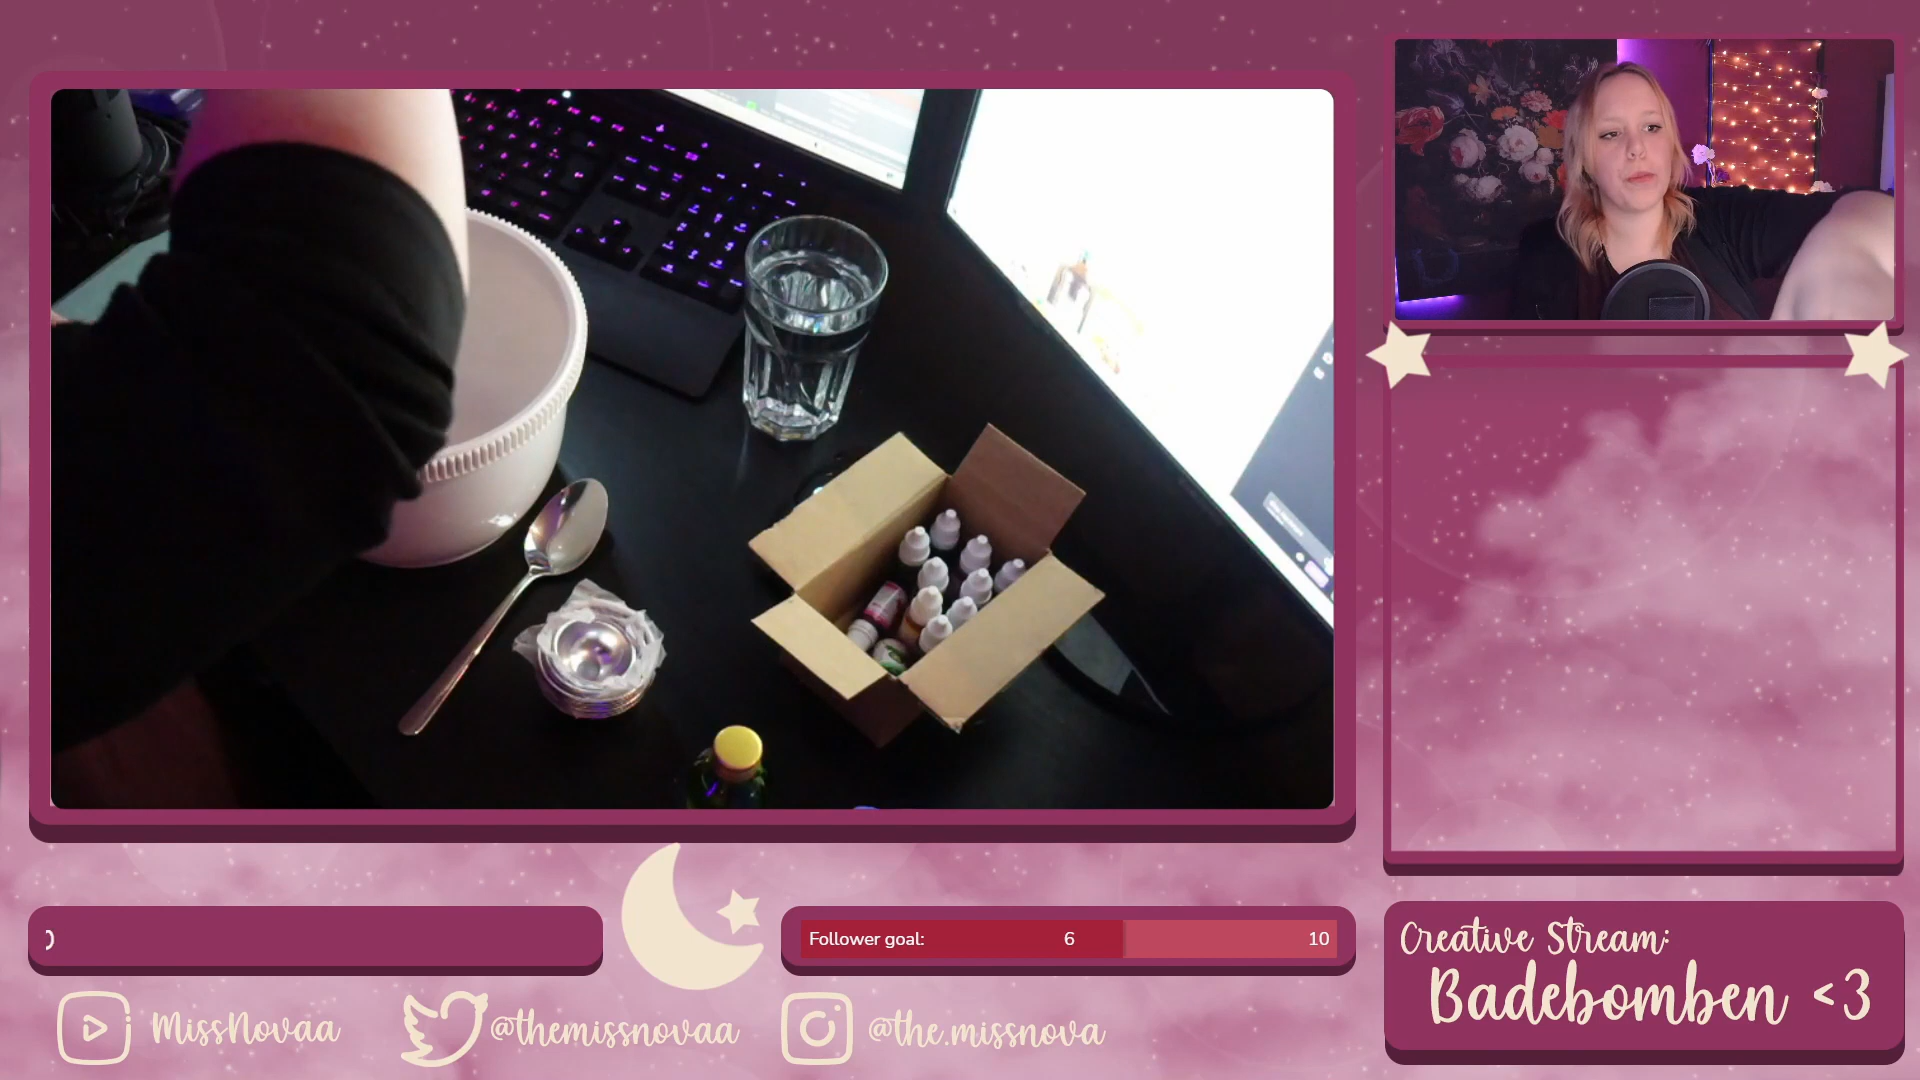 Follower goal: 6 10
MissNovaa @themissnovaa @the.missnova
Creative Stream:
Badebomben <3